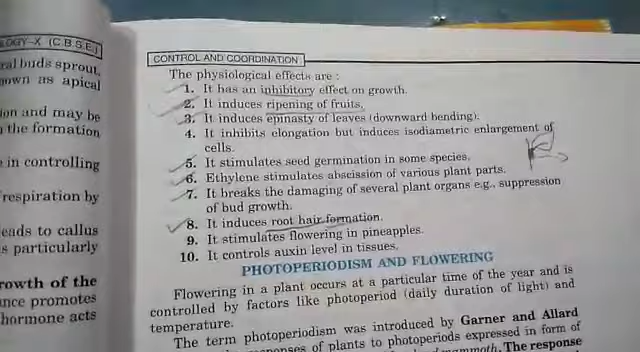 OLOGY–X (C.B.S.E.)
ral buds sprout,
nown as apical
ion and may be
the formation
e in controlling
respiration by
eads to callus
s particularly
rowth of the
ance promotes
hormone acts
CONTROL AND COORDINATION
The physiological effects are :
1. It has an inhibitory effect on growth.
2. It induces ripening of fruits.
3. It induces epinasty of leaves (downward bending).
4. It inhibits elongation but induces isodiametric enlargement of
cells.
5. It stimulates seed germination in some species.
6. Ethylene stimulates abscission of various plant parts.
7. It breaks the damaging of several plant organs e.g., suppression
of bud growth.
8. It induces root hair formation.
9. It stimulates flowering in pineapples.
10. It controls auxin level in tissues.
PHOTOPERIODISM AND FLOWERING
Flowering in a plant occurs at a particular time of the year and is
controlled by factors like photoperiod (daily duration of light) and
temperature.
The term photoperiodism was introduced by Garner and Allard
responses of plants to photoperiods expressed in form of
mammoth. The response